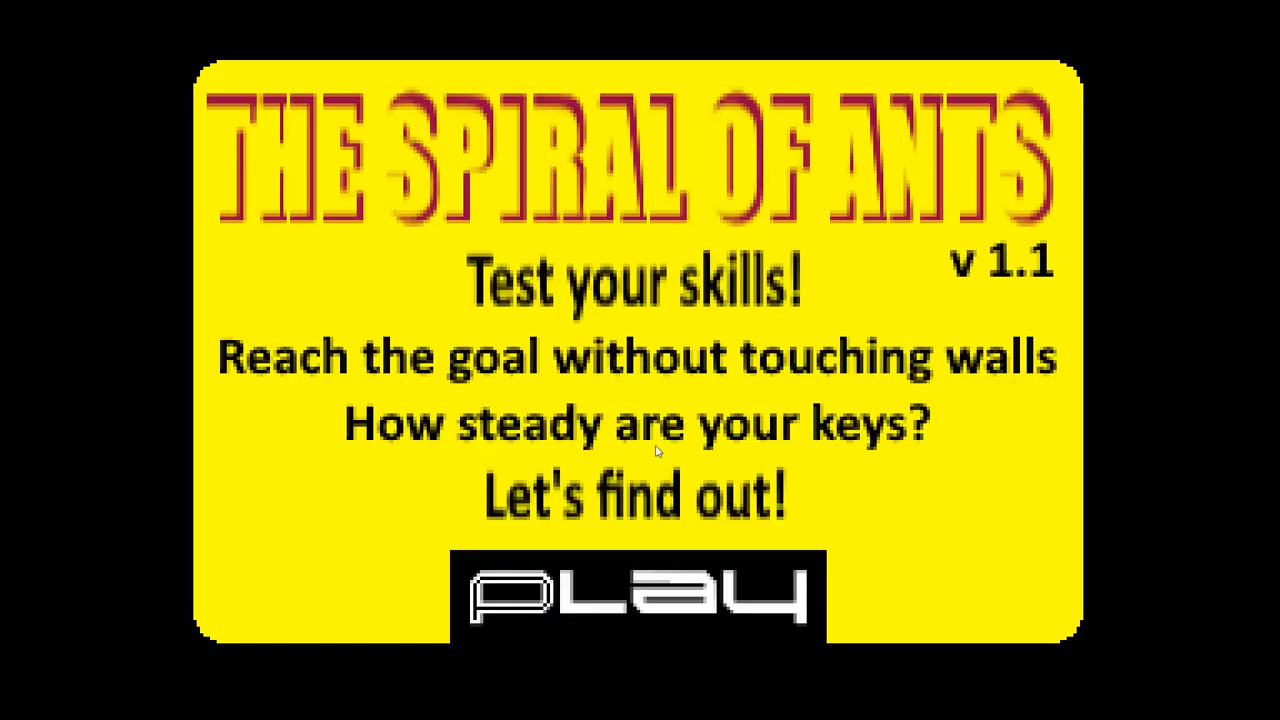 THE SPIRAL OF ANTS
v 1.1
Test your skills!
Reach the goal without touching walls
How steady are your keys?
Let's find out!
PLAY